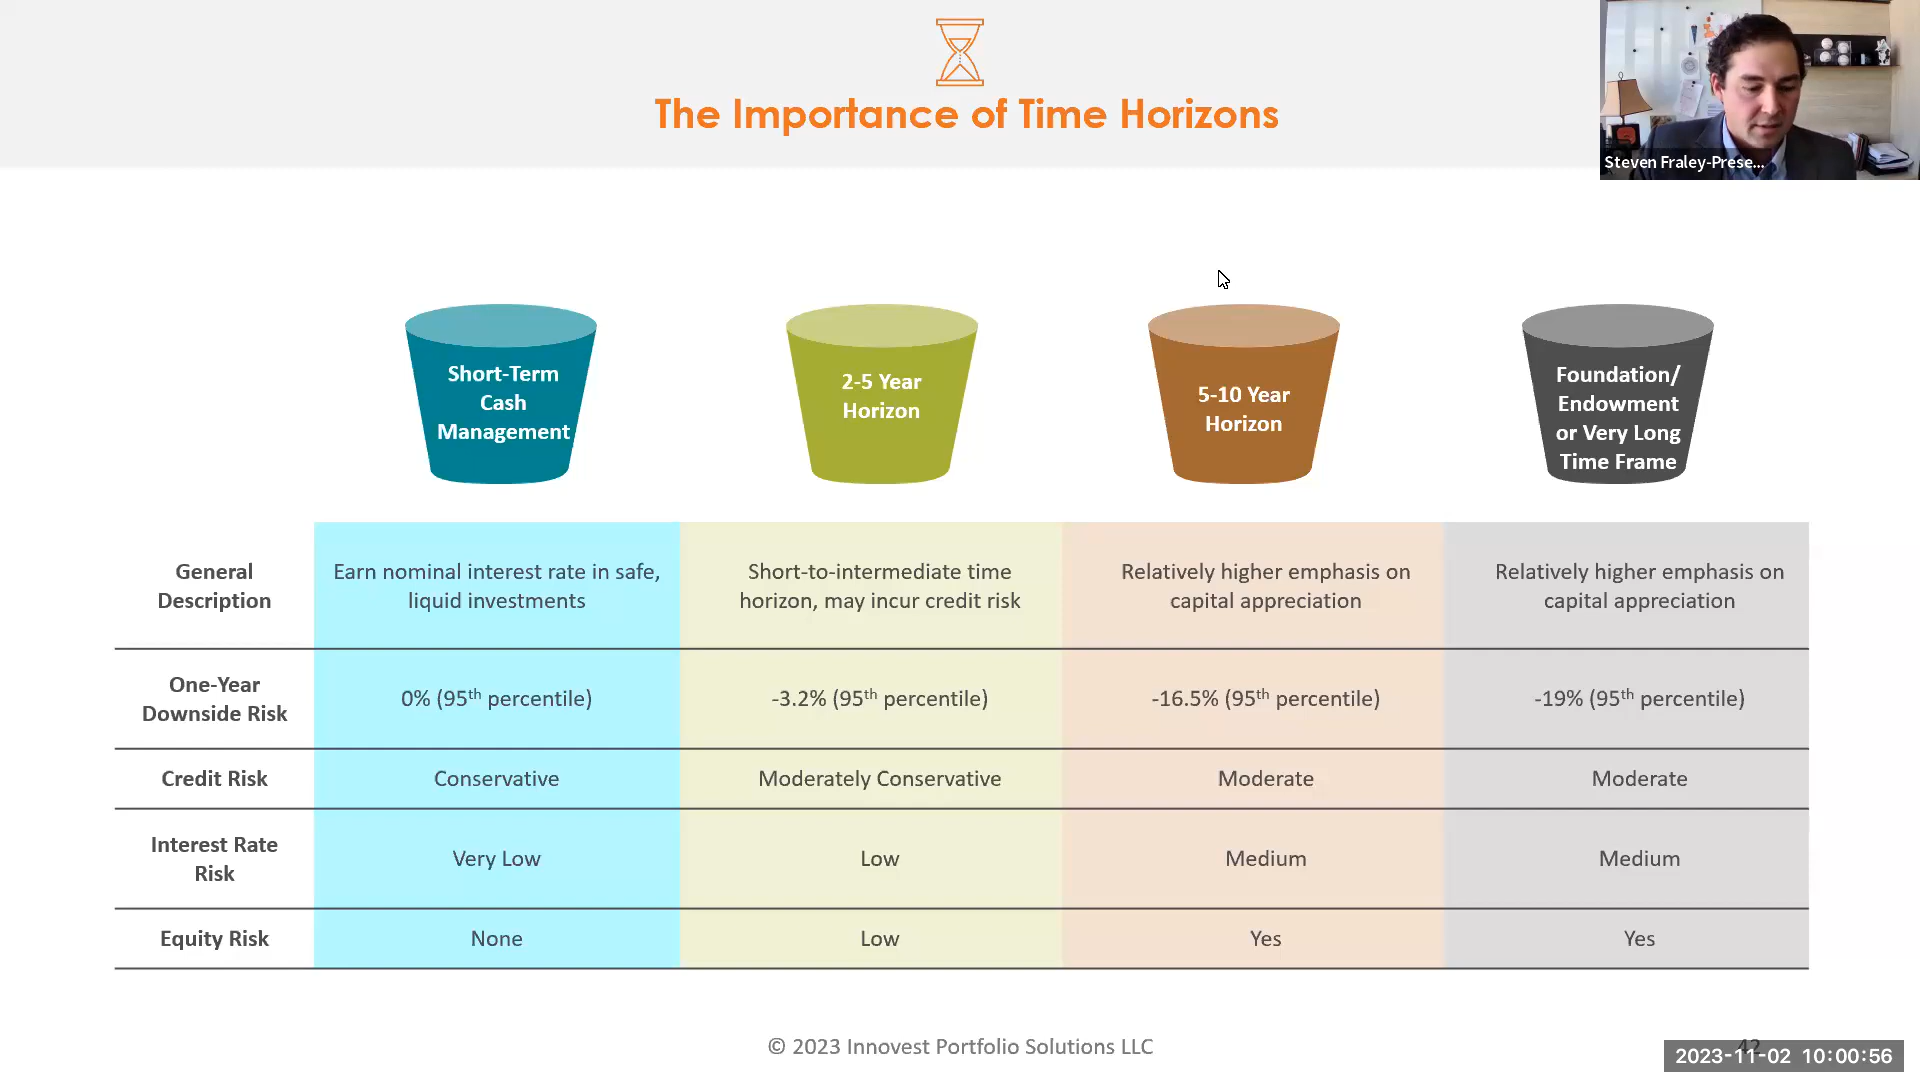 The Importance of Time Horizons
Steven Fraley-Prese...
Short-Term
Cash
Management
2-5 Year
Horizon
5-10 Year
Horizon
Foundation/
Endowment
or Very Long
Time Frame
General
Description
Earn nominal interest rate in safe,
liquid investments
Short-to-intermediate time
horizon, may incur credit risk
Relatively higher emphasis on
capital appreciation
Relatively higher emphasis on
capital appreciation
One-Year
Downside Risk
0% (95th percentile)
-3.2% (95th percentile)
-16.5% (95th percentile)
-19% (95th percentile)
Credit Risk
Conservative
Moderately Conservative
Moderate
Moderate
Interest Rate
Risk
Very Low
Low
Medium
Medium
Equity Risk
None
Low
Yes
Yes
© 2023 Innovest Portfolio Solutions LLC
42
2023-11-02 10:00:56